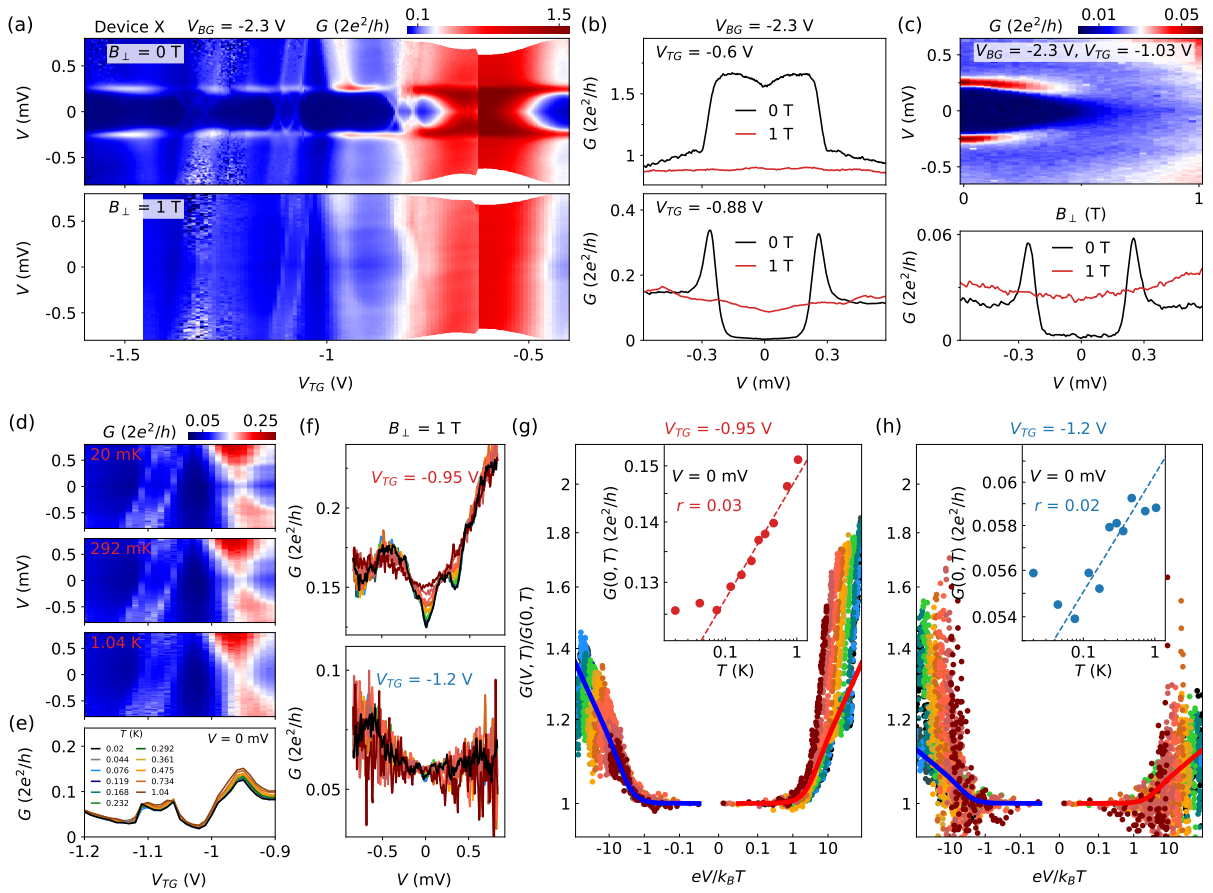 (a) Device X V_BG = -2.3 V G (2e²/h) 0.1 1.5
B⊥ = 0 T
V (mV)
0.5
0
-0.5
B⊥ = 1 T
V (mV)
0.5
0
-0.5
-1.5 -1 -0.5
V_TG (V)
(b) V_BG = -2.3 V
V_TG = -0.6 V
G (2e²/h)
1.5
1
0 T
1 T
V_TG = -0.88 V
G (2e²/h)
0.4
0.2
0
0 T
1 T
-0.3 0 0.3
V (mV)
(c) G (2e²/h) 0.01 0.05
V_BG = -2.3 V, V_TG = -1.03 V
V (mV)
0.5
0
-0.5
0 1
B⊥ (T)
G (2e²/h)
0.06
0
0 T
1 T
-0.3 0 0.3
V (mV)
(d) G (2e²/h) 0.05 0.25
20 mK
0.5
0
-0.5
292 mK
V (mV)
0.5
0
-0.5
1.04 K
0.5
0
-0.5
(e) V = 0 mV
G (2e²/h)
0.2
0.1
0
T (K)
0.02 0.292
0.044 0.361
0.076 0.475
0.119 0.734
0.168 1.04
0.232
-1.2 -1.1 -1 -0.9
V_TG (V)
(f) B⊥ = 1 T
V_TG = -0.95 V
G (2e²/h)
0.2
0.15
V_TG = -1.2 V
G (2e²/h)
0.1
0.05
-0.5 0 0.5
V (mV)
(g) V_TG = -0.95 V
G(V, T)/G(0, T)
2
1.8
1.6
1.4
1.2
1
-10 -1 -0.1 0.1 1 10
eV/k_BT
G(0, T) (2e²/h)
0.15
0.14
0.13
V = 0 mV
r = 0.03
0.1 1
T (K)
(h) V_TG = -1.2 V
2
1.8
1.6
1.4
1.2
1
-10 -1 -0.1 0.1 1 10
eV/k_BT
G(0, T) (2e²/h)
0.06
0.058
0.056
0.054
V = 0 mV
r = 0.02
0.1 1
T (K)